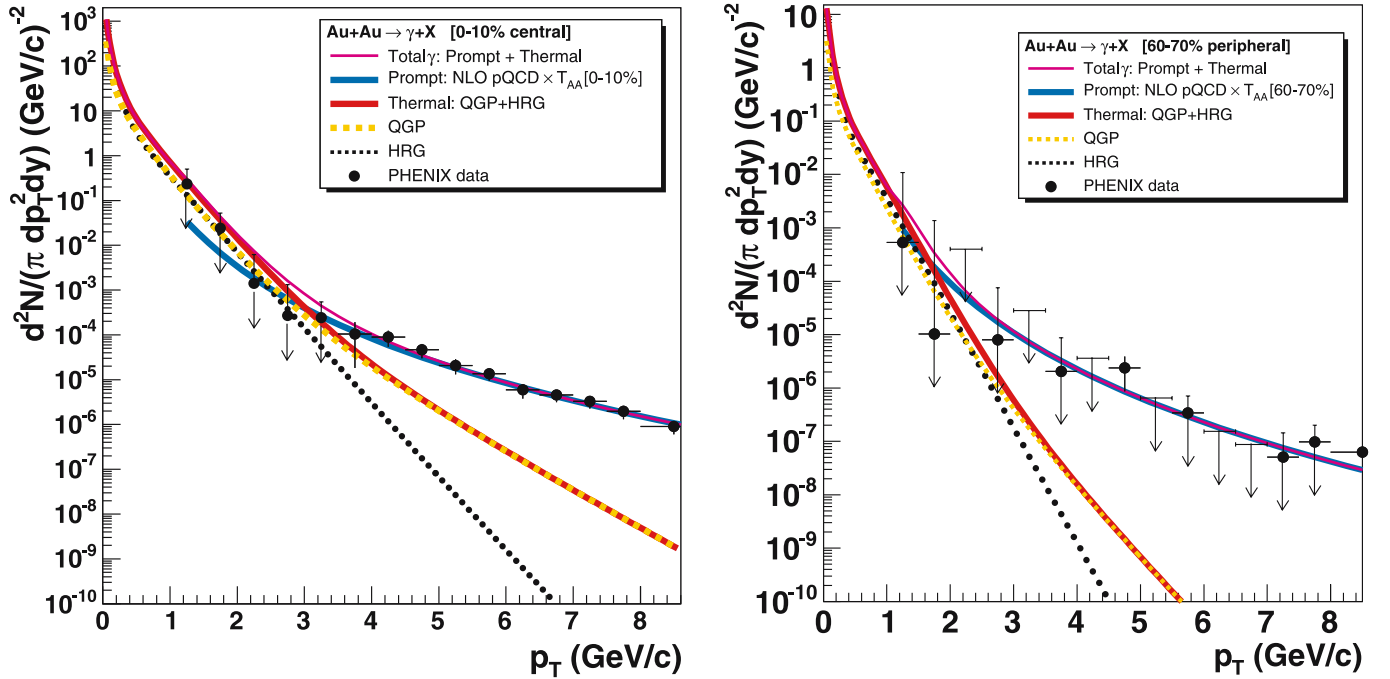 d²N/(π dp_T²dy) (GeV/c)⁻²
10³
10²
10
1
10⁻¹
10⁻²
10⁻³
10⁻⁴
10⁻⁵
10⁻⁶
10⁻⁷
10⁻⁸
10⁻⁹
10⁻¹⁰
Au+Au → γ+X [0-10% central]
Total γ: Prompt + Thermal
Prompt: NLO pQCD × T_AA[0-10%]
Thermal: QGP+HRG
QGP
HRG
PHENIX data
0 1 2 3 4 5 6 7 8
p_T (GeV/c)
d²N/(π dp_T²dy) (GeV/c)⁻²
10
1
10⁻¹
10⁻²
10⁻³
10⁻⁴
10⁻⁵
10⁻⁶
10⁻⁷
10⁻⁸
10⁻⁹
10⁻¹⁰
Au+Au → γ+X [60-70% peripheral]
Total γ: Prompt + Thermal
Prompt: NLO pQCD × T_AA[60-70%]
Thermal: QGP+HRG
QGP
HRG
PHENIX data
0 1 2 3 4 5 6 7 8
p_T (GeV/c)